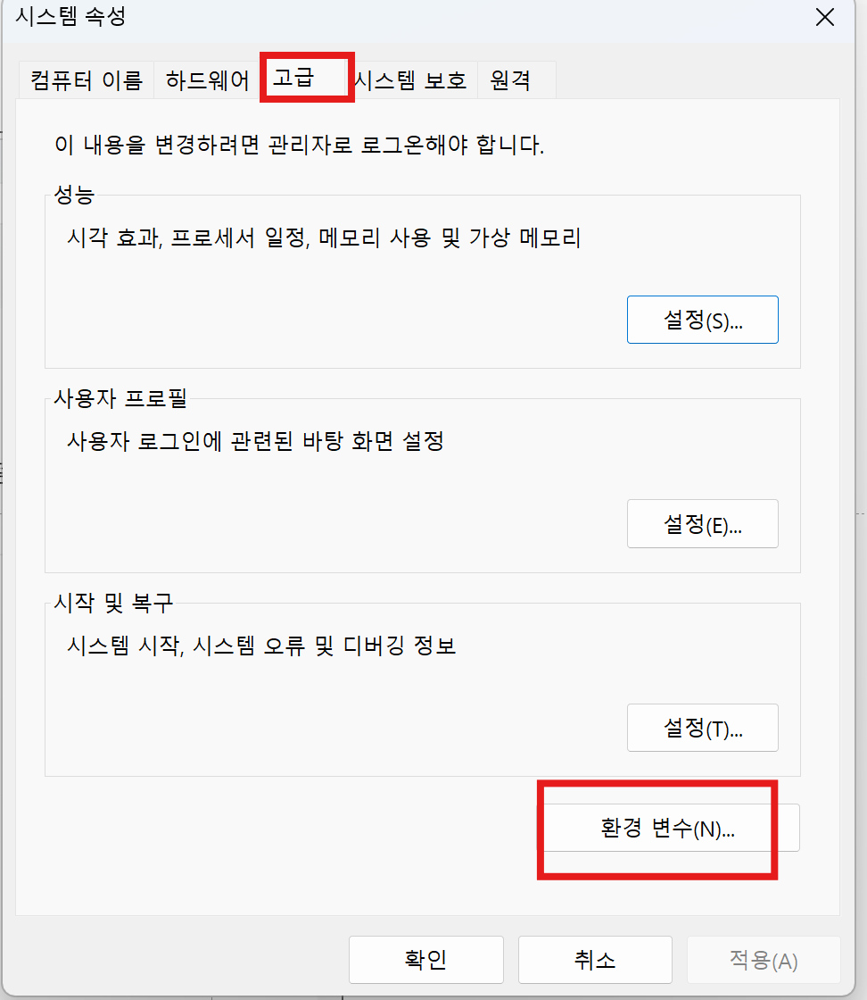 시스템 속성
컴퓨터 이름 하드웨어 고급 시스템 보호 원격
이 내용을 변경하려면 관리자로 로그온해야 합니다.
성능
시각 효과, 프로세서 일정, 메모리 사용 및 가상 메모리
설정(S)...
사용자 프로필
사용자 로그인에 관련된 바탕 화면 설정
설정(E)...
시작 및 복구
시스템 시작, 시스템 오류 및 디버깅 정보
설정(T)...
환경 변수(N)...
확인 취소 적용(A)